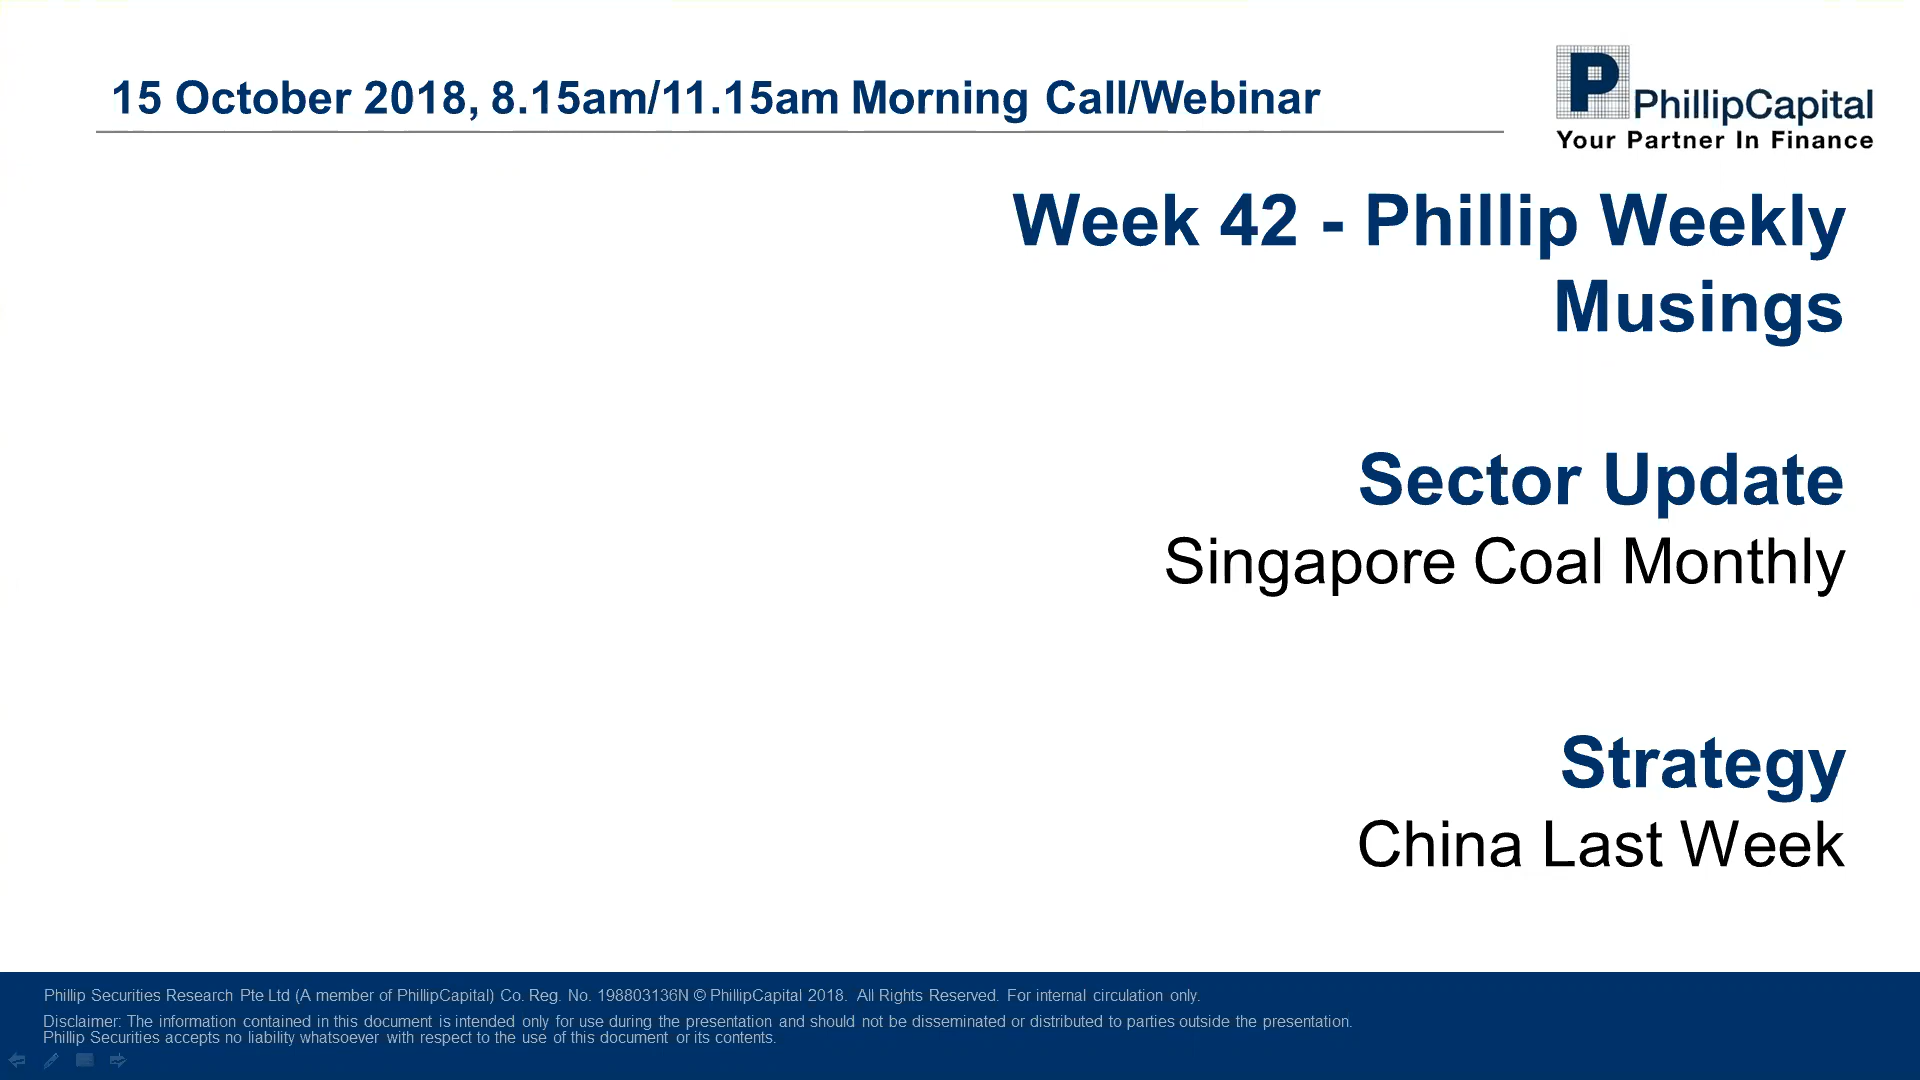 15 October 2018, 8.15am/11.15am Morning Call/Webinar
P
PhillipCapital
Your Partner In Finance
Week 42 - Phillip Weekly
Musings
Sector Update
Singapore Coal Monthly
Strategy
China Last Week
Phillip Securities Research Pte Ltd (A member of PhillipCapital) Co. Reg. No. 198803136N © PhillipCapital 2018. All Rights Reserved. For internal circulation only.
Disclaimer: The information contained in this document is intended only for use during the presentation and should not be disseminated or distributed to parties outside the presentation.
Phillip Securities accepts no liability whatsoever with respect to the use of this document or its contents.